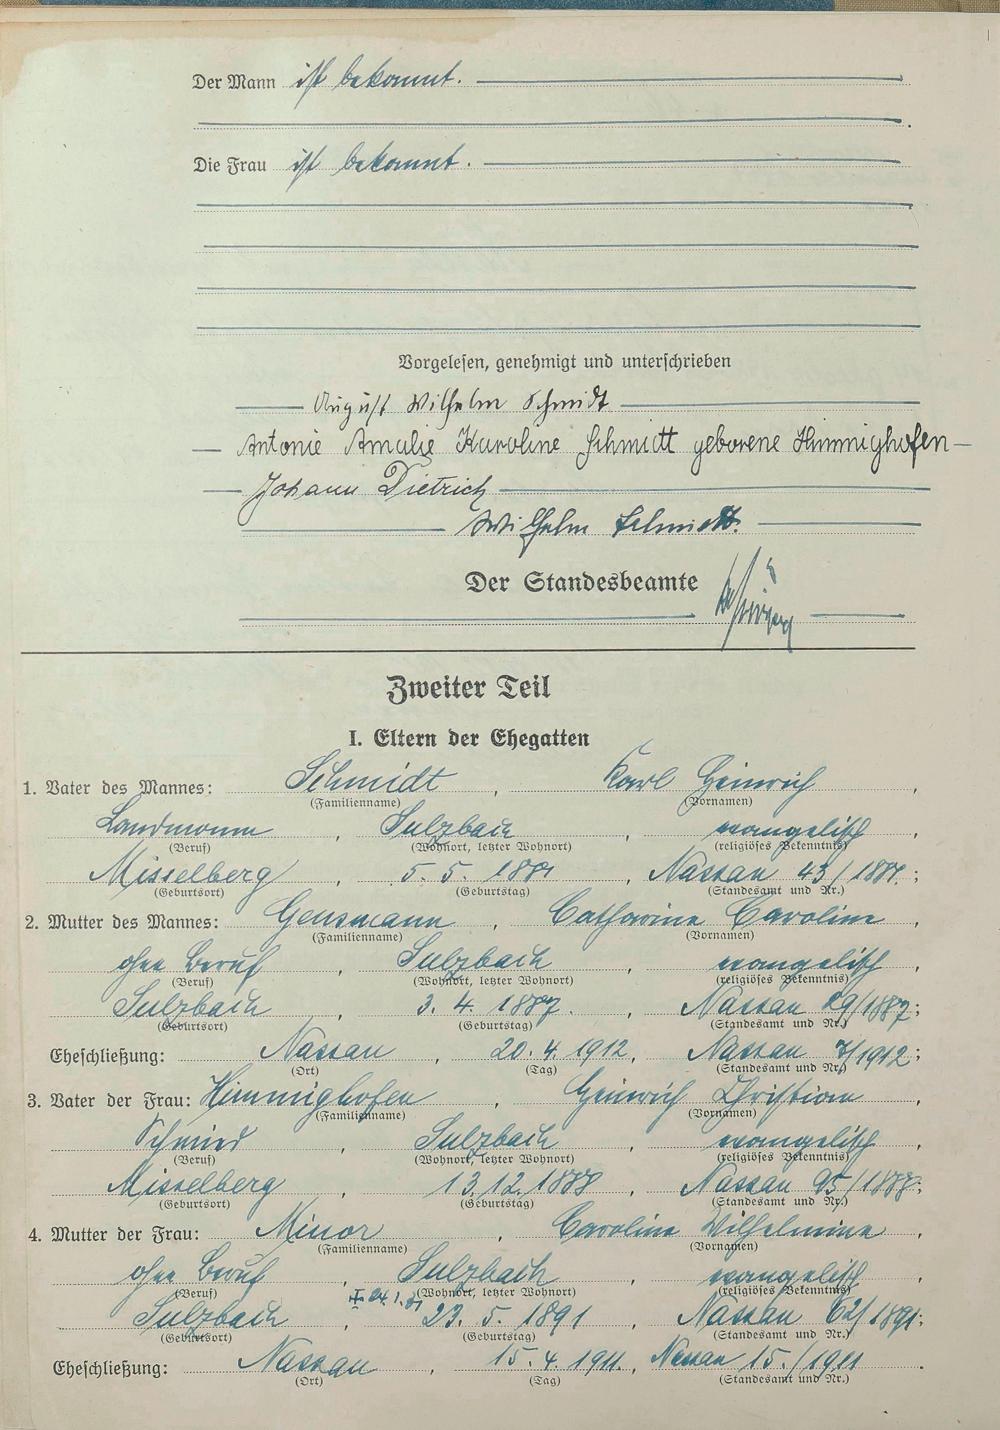 Der Mann ist bekannt.
Die Frau ist bekannt.
Vorgelesen, genehmigt und unterschrieben
August Wilhelm Schmidt
Antonie Amalie Karoline Schmidt geborene Himmighofen
Johann Dietrich
Wilhelm Schmidt.
Der Standesbeamte
Zweiter Teil
I. Eltern der Ehegatten
1. Vater des Mannes: Schmidt, Karl Heinrich,
(Familienname) (Vornamen)
Landmann, Sulzbach, evangelisch
(Beruf) (Wohnort, letzter Wohnort) (religiöses Bekenntnis)
Misselberg, 5. 5. 1881, Nassau 43/1881.;
(Geburtsort) (Geburtstag) (Standesamt und Nr.)
2. Mutter des Mannes: Gensmann, Catharine Caroline,
(Familienname) (Vornamen)
ohne Beruf, Sulzbach, evangelisch
(Beruf) (Wohnort, letzter Wohnort) (religiöses Bekenntnis)
Sulzbach, 3. 4. 1887., Nassau 29/1887;
(Geburtsort) (Geburtstag) (Standesamt und Nr.)
Eheschließung: Nassau, 20. 4. 1912, Nassau 7/1912;
(Ort) (Tag) (Standesamt und Nr.)
3. Vater der Frau: Himmighofen, Heinrich Christian,
(Familienname) (Vornamen)
Schmied, Sulzbach, evangelisch
(Beruf) (Wohnort, letzter Wohnort) (religiöses Bekenntnis)
Misselberg, 13. 12. 1888, Nassau 95/1888;
(Geburtsort) (Geburtstag) (Standesamt und Nr.)
4. Mutter der Frau: Minor, Caroline Wilhelmine,
(Familienname) (Vornamen)
ohne Beruf, Sulzbach, evangelisch
(Beruf) (Wohnort, letzter Wohnort) (religiöses Bekenntnis)
Sulzbach, 23. 5. 1891, Nassau 62/1891;
(Geburtsort) (Geburtstag) (Standesamt und Nr.)
Eheschließung: Nassau, 15. 4. 1911., Nassau 15./1911.
(Ort) (Tag) (Standesamt und Nr.)